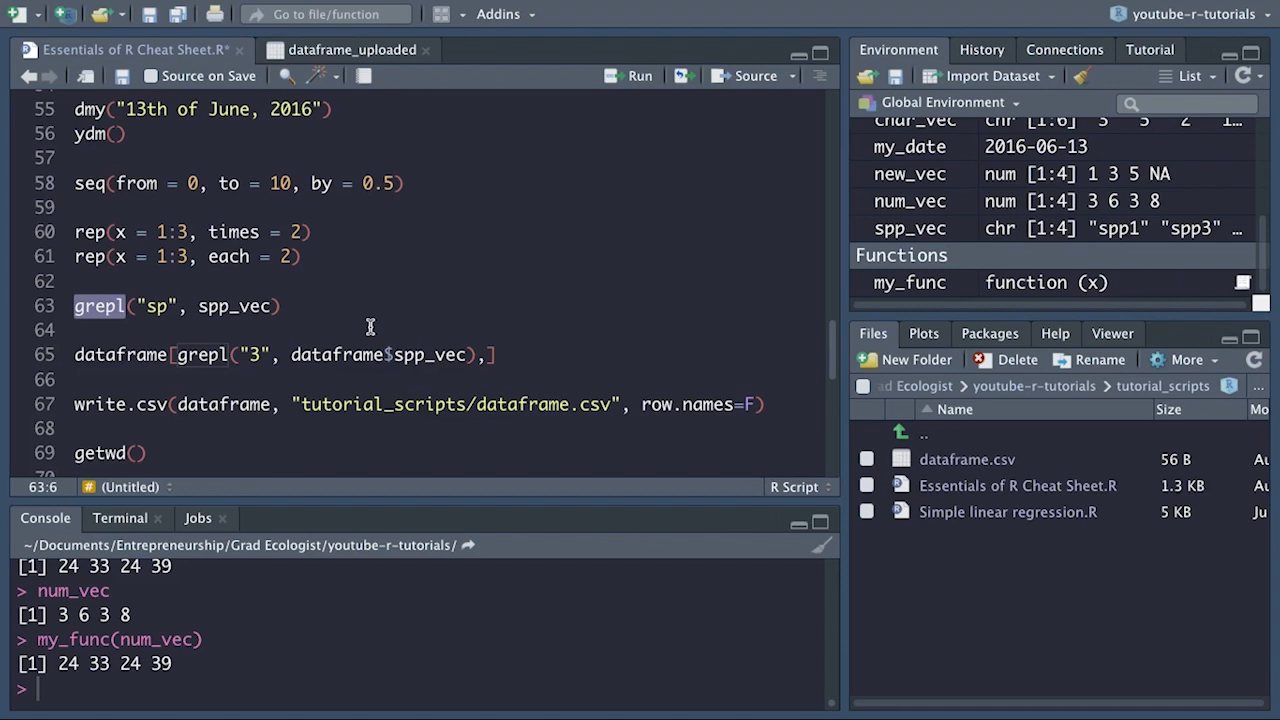 Go to file/function
Addins
youtube-r-tutorials
Essentials of R Cheat Sheet.R*
dataframe_uploaded
Source on Save
Run
Source
55 dmy("13th of June, 2016")
56 ydm()
57
58 seq(from = 0, to = 10, by = 0.5)
59
60 rep(x = 1:3, times = 2)
61 rep(x = 1:3, each = 2)
62
63 grepl("sp", spp_vec)
64
65 dataframe[grepl("3", dataframe$spp_vec),]
66
67 write.csv(dataframe, "tutorial_scripts/dataframe.csv", row.names=F)
68
69 getwd()
63:6 # (Untitled) R Script
Console Terminal Jobs
~/Documents/Entrepreneurship/Grad Ecologist/youtube-r-tutorials/
[1] 24 33 24 39
> num_vec
[1] 3 6 3 8
> my_func(num_vec)
[1] 24 33 24 39
>
Environment History Connections Tutorial
Import Dataset List
Global Environment
char_vec chr [1:6] "3" "5" "2" "1…
my_date 2016-06-13
new_vec num [1:4] 1 3 5 NA
num_vec num [1:4] 3 6 3 8
spp_vec chr [1:4] "spp1" "spp3" …
Functions
my_func function (x)
Files Plots Packages Help Viewer
New Folder Delete Rename More
ad Ecologist > youtube-r-tutorials > tutorial_scripts ...
Name Size Mo
..
dataframe.csv 56 B Au
Essentials of R Cheat Sheet.R 1.3 KB Au
Simple linear regression.R 5 KB Ju